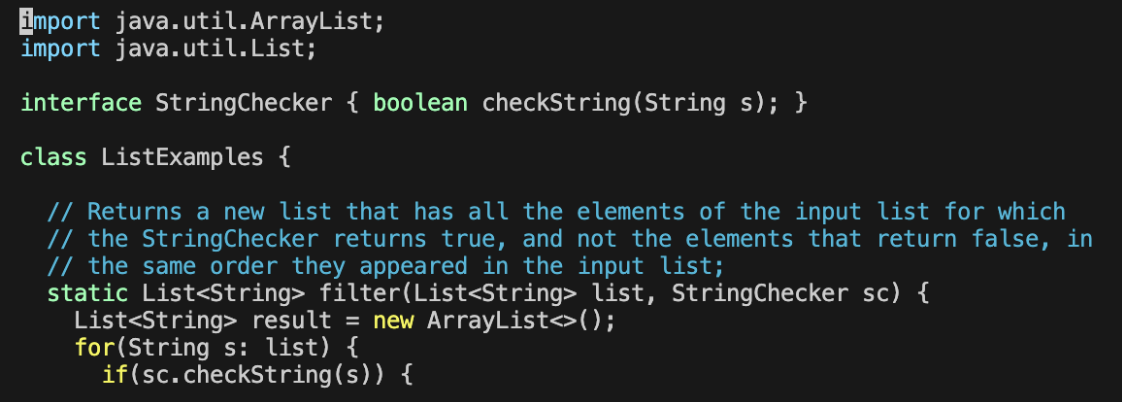 import java.util.ArrayList;
import java.util.List;

interface StringChecker { boolean checkString(String s); }

class ListExamples {

  // Returns a new list that has all the elements of the input list for which
  // the StringChecker returns true, and not the elements that return false, in
  // the same order they appeared in the input list;
  static List<String> filter(List<String> list, StringChecker sc) {
    List<String> result = new ArrayList<>();
    for(String s: list) {
      if(sc.checkString(s)) {